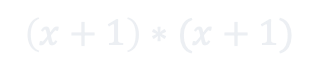 (𝑥 + 1) ∗ (𝑥 + 1)